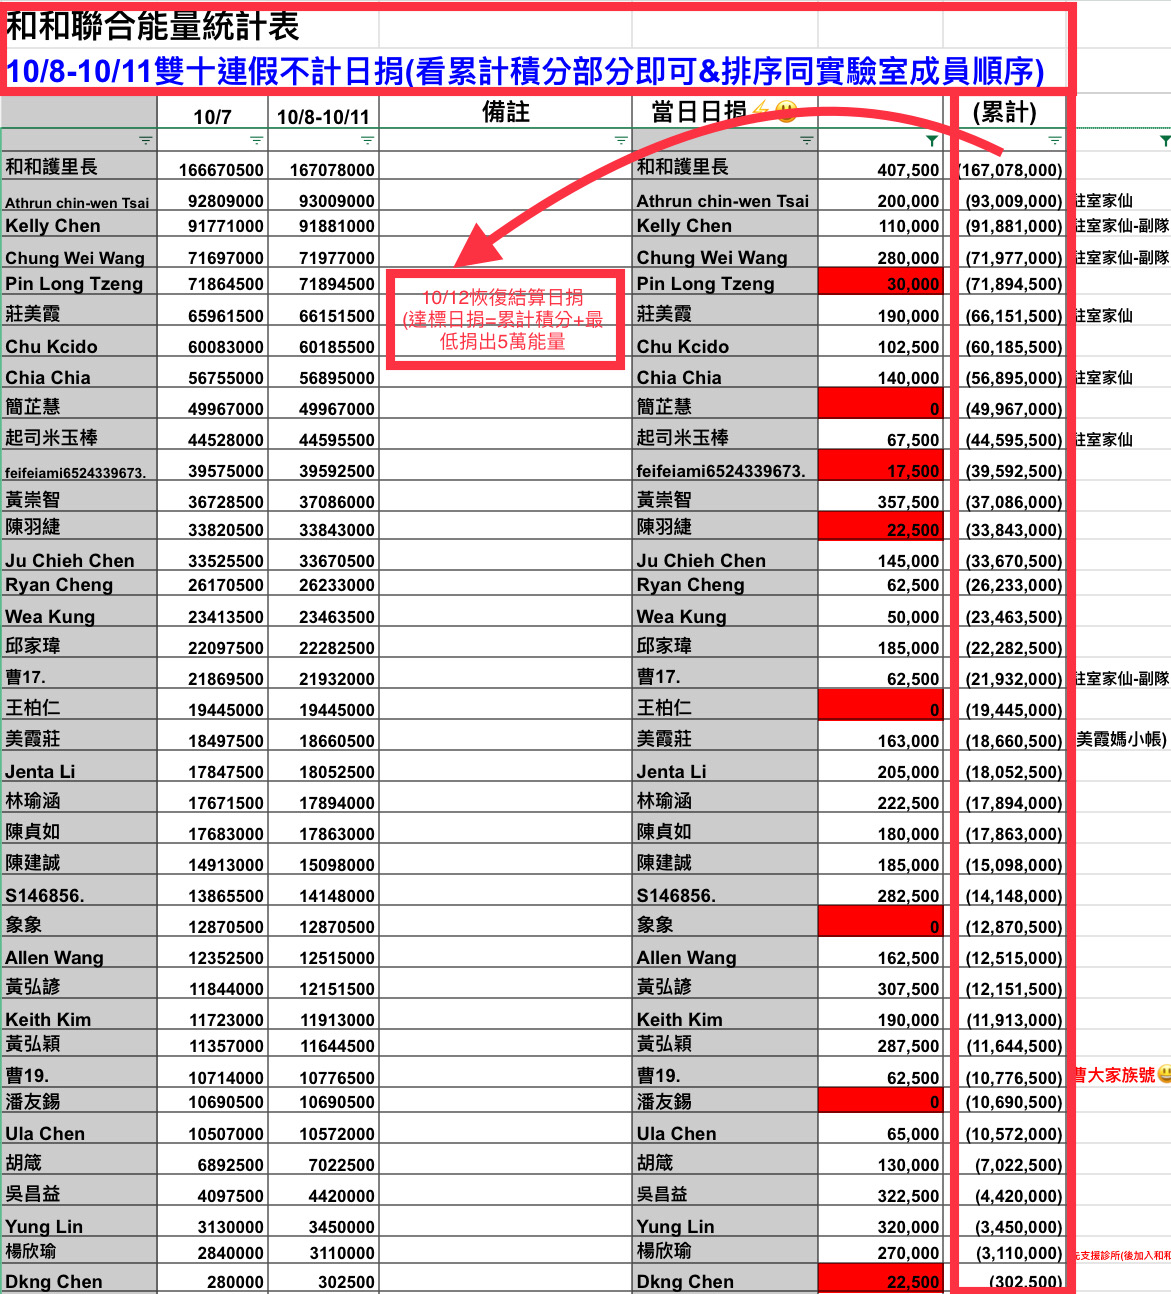 和和聯合能量統計表
10/8-10/11雙十連假不計日捐(看累計積分部分即可&排序同實驗室成員順序)
10/7 10/8-10/11 備註 當日日捐⚡😃 (累計)
和和護里長 166670500 167078000 和和護里長 407,500 (167,078,000)
Athrun chin-wen Tsai 92809000 93009000 Athrun chin-wen Tsai 200,000 (93,009,000) 駐室家仙
Kelly Chen 91771000 91881000 Kelly Chen 110,000 (91,881,000) 駐室家仙-副隊
Chung Wei Wang 71697000 71977000 Chung Wei Wang 280,000 (71,977,000) 駐室家仙-副隊
Pin Long Tzeng 71864500 71894500 Pin Long Tzeng 30,000 (71,894,500)
10/12恢復結算日捐
(達標日捐=累計積分+最
低捐出5萬能量
莊美霞 65961500 66151500 莊美霞 190,000 (66,151,500) 駐室家仙
Chu Kcido 60083000 60185500 Chu Kcido 102,500 (60,185,500)
Chia Chia 56755000 56895000 Chia Chia 140,000 (56,895,000) 駐室家仙
簡芷慧 49967000 49967000 簡芷慧 0 (49,967,000)
起司米玉棒 44528000 44595500 起司米玉棒 67,500 (44,595,500) 駐室家仙
feifeiami6524339673. 39575000 39592500 feifeiami6524339673. 17,500 (39,592,500)
黃崇智 36728500 37086000 黃崇智 357,500 (37,086,000)
陳羽緁 33820500 33843000 陳羽緁 22,500 (33,843,000)
Ju Chieh Chen 33525500 33670500 Ju Chieh Chen 145,000 (33,670,500)
Ryan Cheng 26170500 26233000 Ryan Cheng 62,500 (26,233,000)
Wea Kung 23413500 23463500 Wea Kung 50,000 (23,463,500)
邱家瑋 22097500 22282500 邱家瑋 185,000 (22,282,500)
曹17. 21869500 21932000 曹17. 62,500 (21,932,000) 駐室家仙-副隊
王柏仁 19445000 19445000 王柏仁 0 (19,445,000)
美霞莊 18497500 18660500 美霞莊 163,000 (18,660,500) 美霞媽小帳)
Jenta Li 17847500 18052500 Jenta Li 205,000 (18,052,500)
林瑜涵 17671500 17894000 林瑜涵 222,500 (17,894,000)
陳貞如 17683000 17863000 陳貞如 180,000 (17,863,000)
陳建誠 14913000 15098000 陳建誠 185,000 (15,098,000)
S146856. 13865500 14148000 S146856. 282,500 (14,148,000)
象象 12870500 12870500 象象 0 (12,870,500)
Allen Wang 12352500 12515000 Allen Wang 162,500 (12,515,000)
黃弘諺 11844000 12151500 黃弘諺 307,500 (12,151,500)
Keith Kim 11723000 11913000 Keith Kim 190,000 (11,913,000)
黃弘穎 11357000 11644500 黃弘穎 287,500 (11,644,500)
曹19. 10714000 10776500 曹19. 62,500 (10,776,500) 曹大家族號😃
潘友錫 10690500 10690500 潘友錫 0 (10,690,500)
Ula Chen 10507000 10572000 Ula Chen 65,000 (10,572,000)
胡箴 6892500 7022500 胡箴 130,000 (7,022,500)
吳昌益 4097500 4420000 吳昌益 322,500 (4,420,000)
Yung Lin 3130000 3450000 Yung Lin 320,000 (3,450,000)
楊欣瑜 2840000 3110000 楊欣瑜 270,000 (3,110,000) 支援診所(後加入和和
Dkng Chen 280000 302500 Dkng Chen 22,500 (302,500)